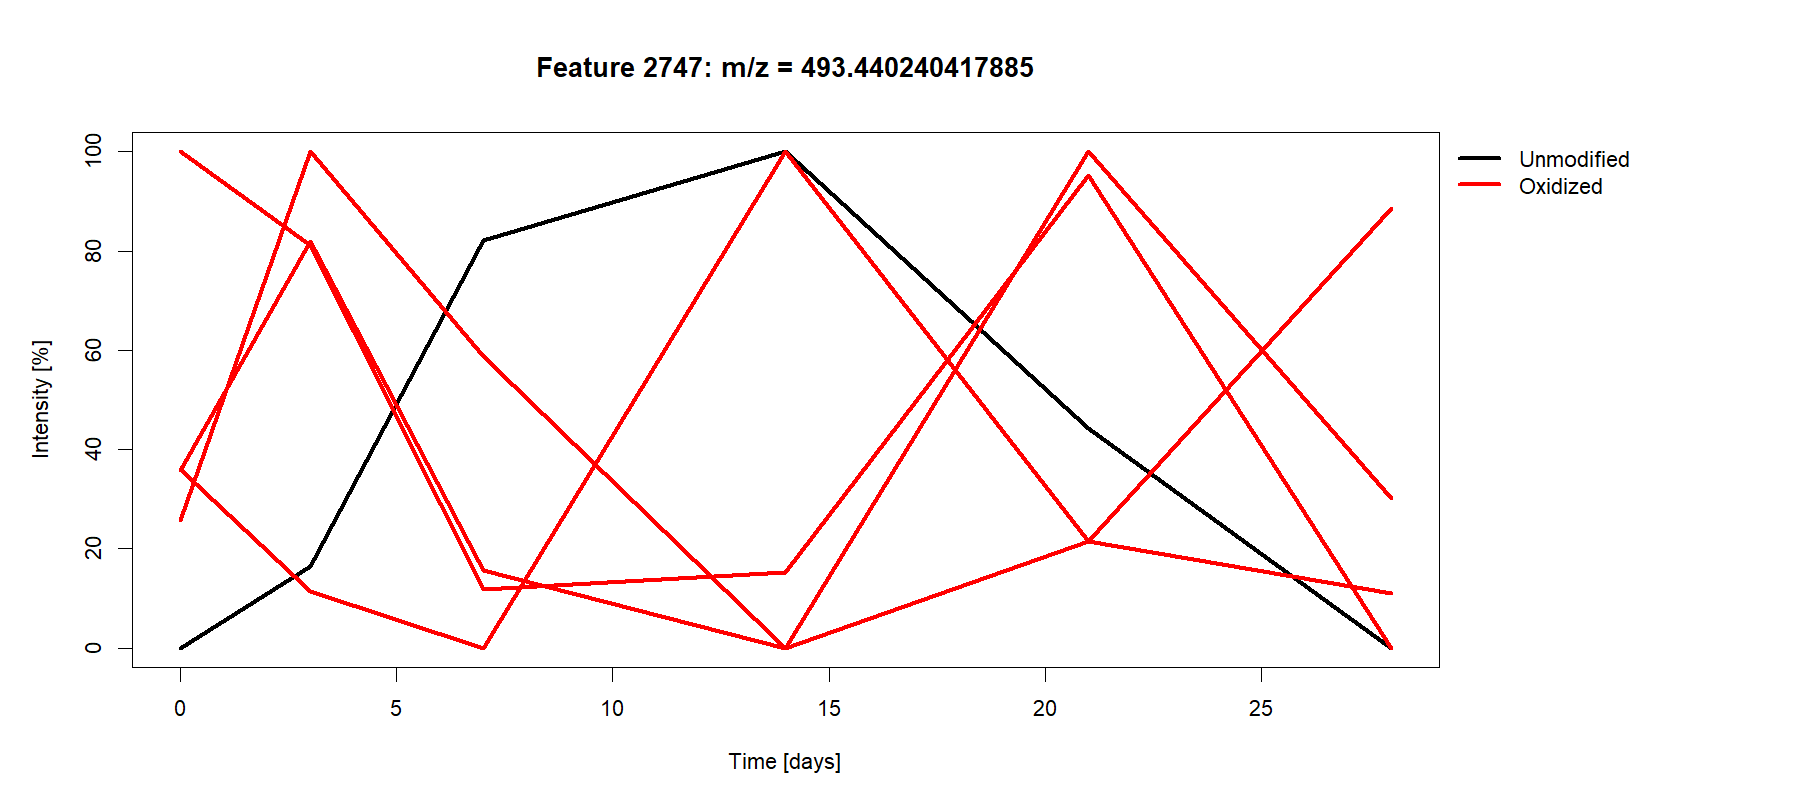 Feature 2747: m/z = 493.440240417885
Unmodified
Oxidized
Intensity [%]
100
80
60
40
20
0
0 5 10 15 20 25
Time [days]